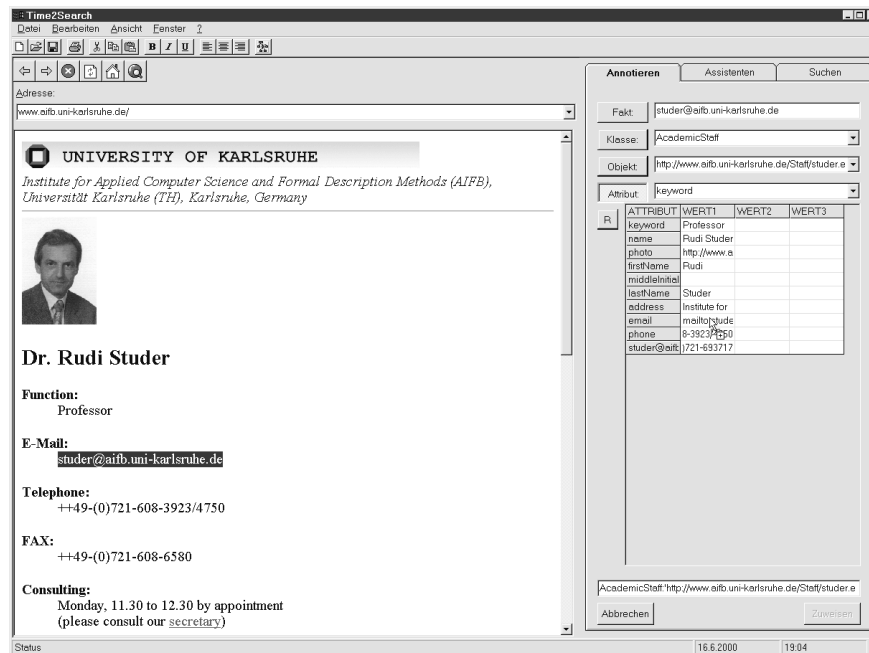 Time2Search
Datei Bearbeiten Ansicht Fenster ?
B I U
Adresse:
www.aifb.uni-karlsruhe.de/
UNIVERSITY OF KARLSRUHE
Institute for Applied Computer Science and Formal Description Methods (AIFB),
Universität Karlsruhe (TH), Karlsruhe, Germany
Dr. Rudi Studer
Function:
Professor
E-Mail:
studer@aifb.uni-karlsruhe.de
Telephone:
++49-(0)721-608-3923/4750
FAX:
++49-(0)721-608-6580
Consulting:
Monday, 11.30 to 12.30 by appointment
(please consult our secretary)
Annotieren Assistenten Suchen
Fakt: studer@aifb.uni-karlsruhe.de
Klasse: AcademicStaff
Objekt: http://www.aifb.uni-karlsruhe.de/Staff/studer.e
Attribut: keyword
R
ATTRIBUT WERT1 WERT2 WERT3
keyword Professor
name Rudi Studer
photo http://www.a
firstName Rudi
middleInitial
lastName Studer
address Institute for
email
phone
studer@aifb )721-693717
AcademicStaff:'http://www.aifb.uni-karlsruhe.de/Staff/studer.e
Abbrechen Zuweisen
Status 16.6.2000 19:04